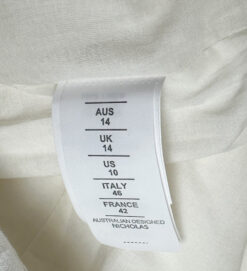 AUS
14
UK
14
US
10
ITALY
46
FRANCE
42
AUSTRALIAN DESIGNED
NICHOLAS